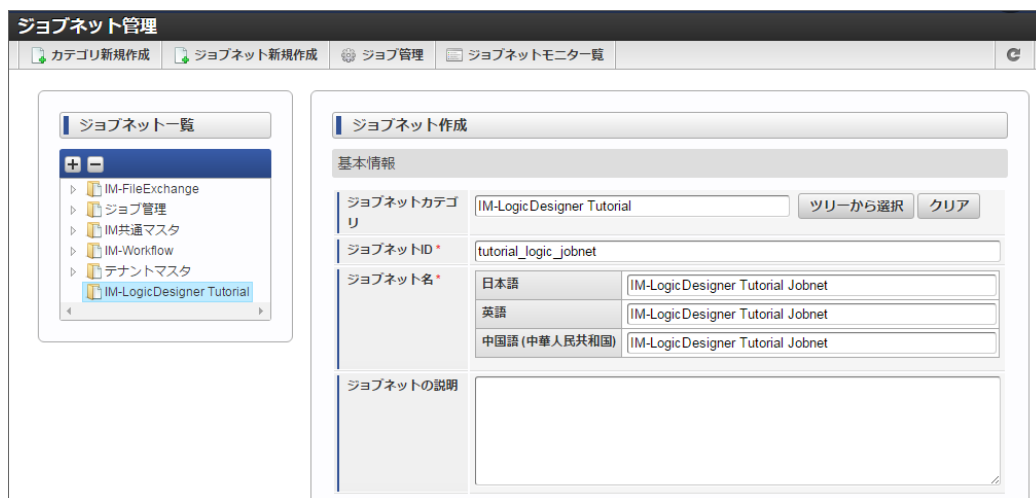 ジョブネット管理
カテゴリ新規作成 ジョブネット新規作成 ジョブ管理 ジョブネットモニター覧
ジョブネット一覧
IM-FileExchange
ジョブ管理
IM共通マスタ
IM-Workflow
テナントマスタ
IM-LogicDesigner Tutorial
ジョブネット作成
基本情報
ジョブネットカテゴリ IM-LogicDesigner Tutorial ツリーから選択 クリア
ジョブネットID* tutorial_logic_jobnet
ジョブネット名*
日本語 IM-LogicDesigner Tutorial Jobnet
英語 IM-LogicDesigner Tutorial Jobnet
中国語 (中華人民共和国) IM-LogicDesigner Tutorial Jobnet
ジョブネットの説明